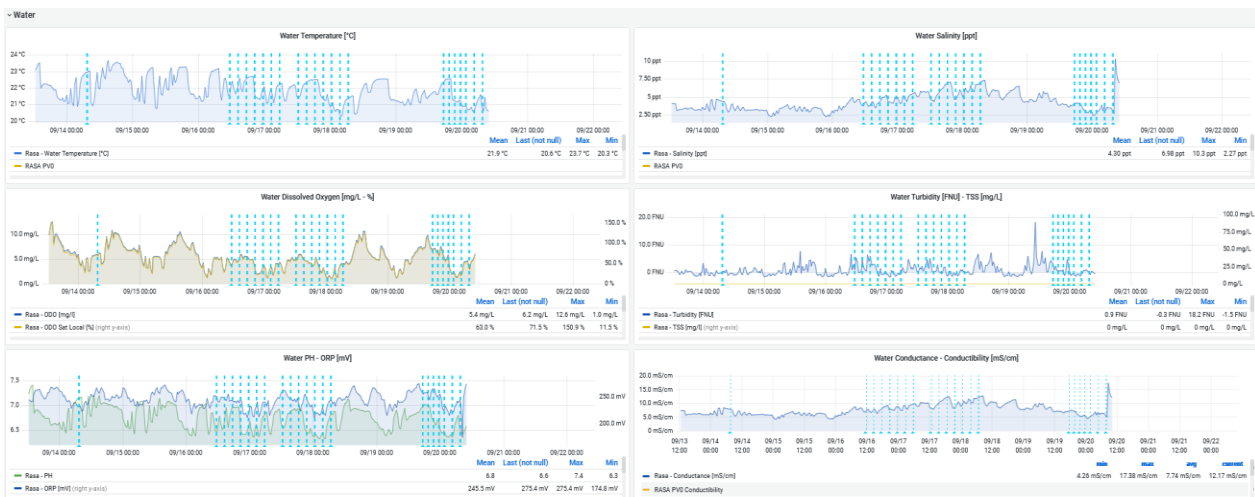 Water
Water Temperature [°C]
24 °C
23 °C
22 °C
21 °C
20 °C
09/14 00:00 09/15 00:00 09/16 00:00 09/17 00:00 09/18 00:00 09/19 00:00 09/20 00:00 09/21 00:00 09/22 00:00
Mean Last (not null) Max Min
Rasa - Water Temperature [°C] 21.9 °C 20.6 °C 23.7 °C 20.3 °C
RASA PV0
Water Salinity [ppt]
10 ppt
7.50 ppt
5 ppt
2.50 ppt
09/14 00:00 09/15 00:00 09/16 00:00 09/17 00:00 09/18 00:00 09/19 00:00 09/20 00:00 09/21 00:00 09/22 00:00
Mean Last (not null) Max Min
Rasa - Salinity [ppt] 4.30 ppt 6.98 ppt 10.3 ppt 2.27 ppt
RASA PV0
Water Dissolved Oxygen [mg/L - %]
10.0 mg/L
5.0 mg/L
0 mg/L
150.0 %
100.0 %
50.0 %
0 %
09/14 00:00 09/15 00:00 09/16 00:00 09/17 00:00 09/18 00:00 09/19 00:00 09/20 00:00 09/21 00:00 09/22 00:00
Mean Last (not null) Max Min
Rasa - ODO [mg/l] 5.4 mg/L 6.2 mg/L 12.6 mg/L 1.0 mg/L
Rasa - ODO Sat Local [%] (right y-axis) 63.0 % 71.5 % 150.9 % 11.5 %
Water Turbidity [FNU] - TSS [mg/L]
20.0 FNU
10.0 FNU
0 FNU
100.0 mg/L
75.0 mg/L
50.0 mg/L
25.0 mg/L
0 mg/L
09/14 00:00 09/15 00:00 09/16 00:00 09/17 00:00 09/18 00:00 09/19 00:00 09/20 00:00 09/21 00:00 09/22 00:00
Mean Last (not null) Max Min
Rasa - Turbidity [FNU] 0.9 FNU -0.3 FNU 18.2 FNU -1.5 FNU
Rasa - TSS [mg/l] (right y-axis) 0 mg/L 0 mg/L 0 mg/L 0 mg/L
Water PH - ORP [mV]
7.5
7.0
6.5
250.0 mV
200.0 mV
09/14 00:00 09/15 00:00 09/16 00:00 09/17 00:00 09/18 00:00 09/19 00:00 09/20 00:00 09/21 00:00 09/22 00:00
Mean Last (not null) Max Min
Rasa - PH 6.8 6.6 7.4 6.3
Rasa - ORP [mV] (right y-axis) 245.5 mV 275.4 mV 275.4 mV 174.8 mV
Water Conductance - Conductibility [mS/cm]
20.0 mS/cm
15.0 mS/cm
10.0 mS/cm
5.0 mS/cm
0 mS/cm
09/13 09/14 09/14 09/15 09/15 09/16 09/16 09/17 09/17 09/18 09/18 09/19 09/19 09/20 09/20 09/21 09/21 09/22
12:00 00:00 12:00 00:00 12:00 00:00 12:00 00:00 12:00 00:00 12:00 00:00 12:00 00:00 12:00 00:00 12:00 00:00
min max avg current
Rasa - Conductance [mS/cm] 4.26 mS/cm 17.38 mS/cm 7.74 mS/cm 12.17 mS/cm
RASA PV0 Conductibility